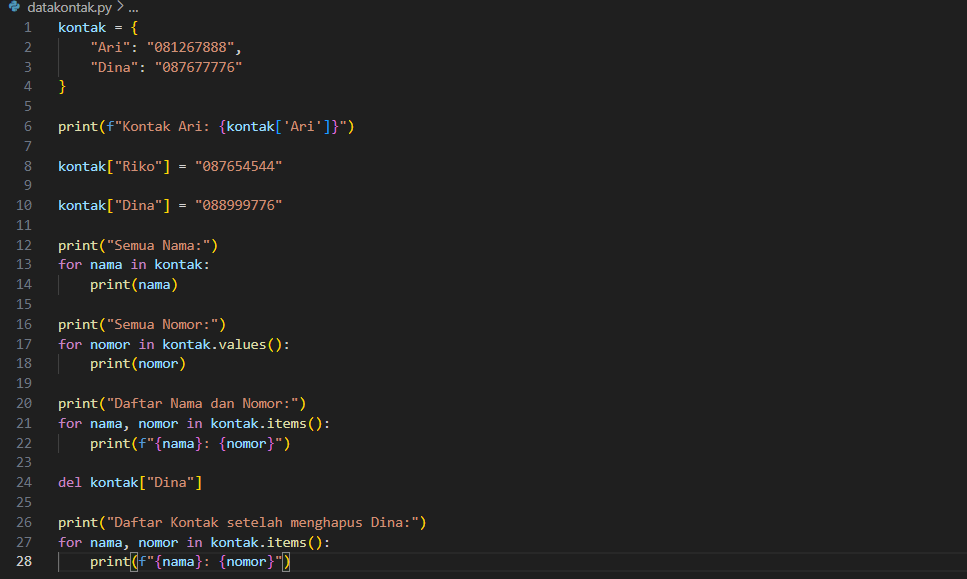 datakontak.py > ...
1 kontak = {
2     "Ari": "081267888",
3     "Dina": "087677776"
4 }
5
6 print(f"Kontak Ari: {kontak['Ari']}")
7
8 kontak["Riko"] = "087654544"
9
10 kontak["Dina"] = "088999776"
11
12 print("Semua Nama:")
13 for nama in kontak:
14     print(nama)
15
16 print("Semua Nomor:")
17 for nomor in kontak.values():
18     print(nomor)
19
20 print("Daftar Nama dan Nomor:")
21 for nama, nomor in kontak.items():
22     print(f"{nama}: {nomor}")
23
24 del kontak["Dina"]
25
26 print("Daftar Kontak setelah menghapus Dina:")
27 for nama, nomor in kontak.items():
28     print(f"{nama}: {nomor}")